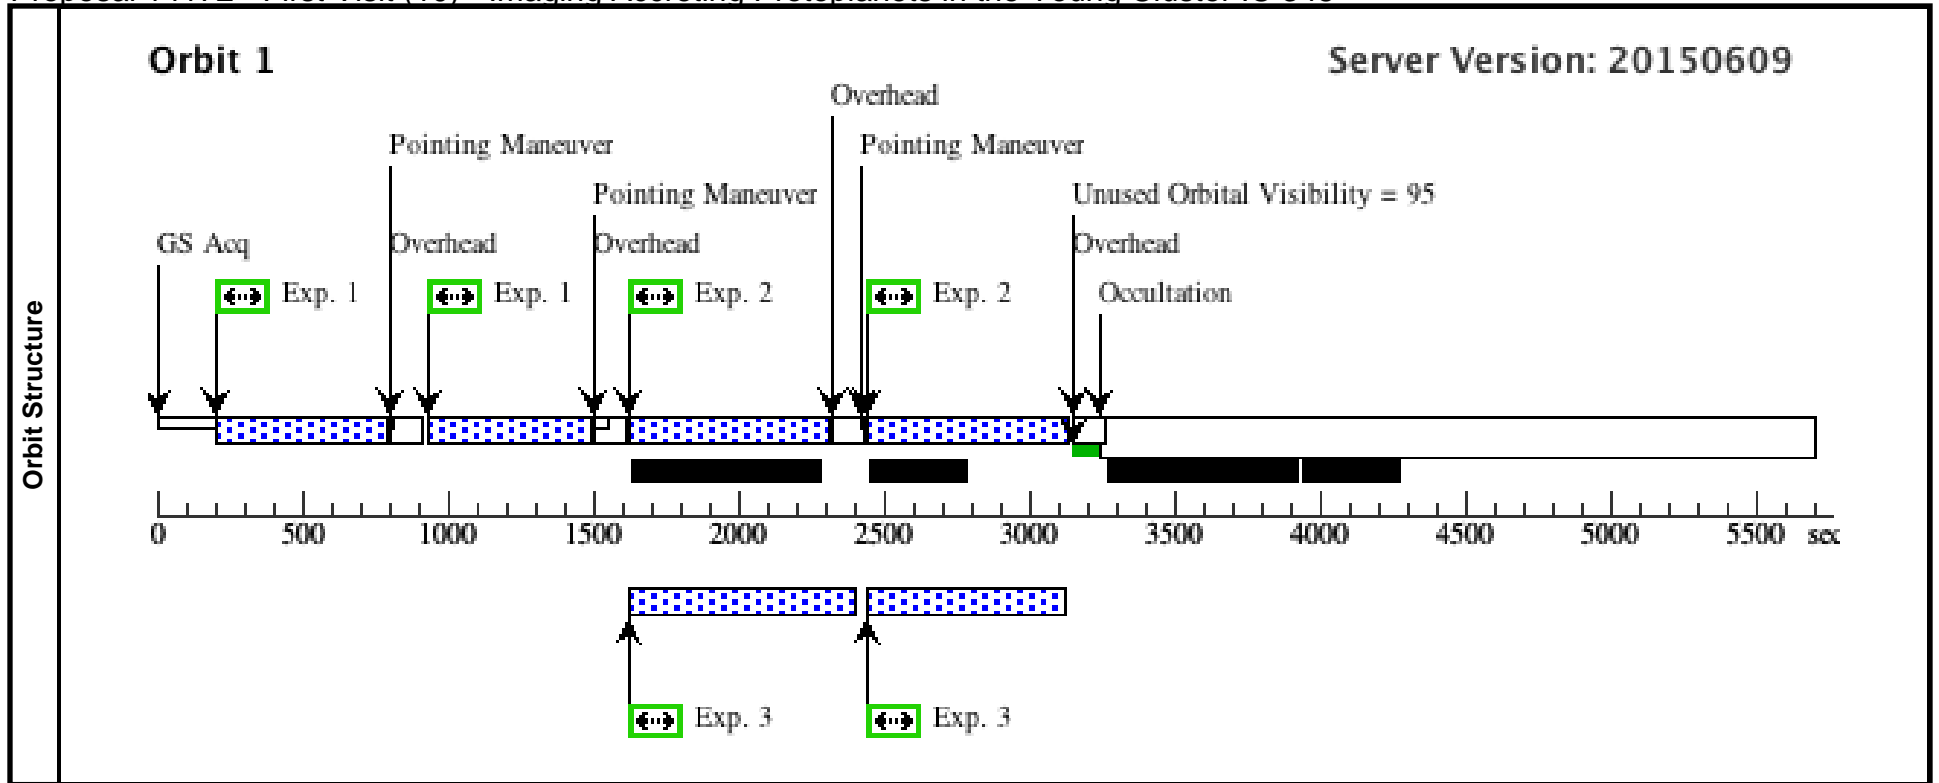 Orbit 1
Server Version: 20150609
Overhead
Pointing Maneuver
Pointing Maneuver
Pointing Maneuver
Unused Orbital Visibility = 95
GS Acq
Overhead
Overhead
Overhead
Exp. 1
Exp. 1
Exp. 2
Exp. 2
Occultation
Orbit Structure
0 500 1000 1500 2000 2500 3000 3500 4000 4500 5000 5500 sec
Exp. 3
Exp. 3